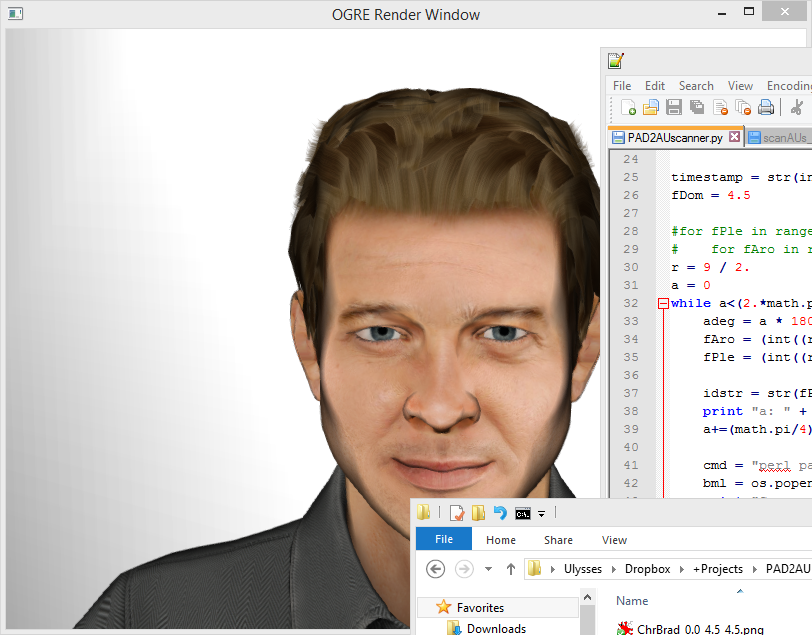 OGRE Render Window
File Edit Search View Encoding
PAD2AUscanner.py scanAUs_
24
25 timestamp = str(in
26 fDom = 4.5
27
28 #for fPle in range
29 # for fAro in r
30 r = 9 / 2.
31 a = 0
32 while a<(2.*math.p
33 adeg = a * 180
34 fAro = (int((r
35 fPle = (int((r
36
37 idstr = str(fP
38 print "a: " +
39 a+=(math.pi/4)
40
41 cmd = "perl pa
42 bml = os.popen
File Home Share View
Ulysses Dropbox +Projects PAD2AU
Favorites
Downloads
Name
ChrBrad_0.0_4.5_4.5.png